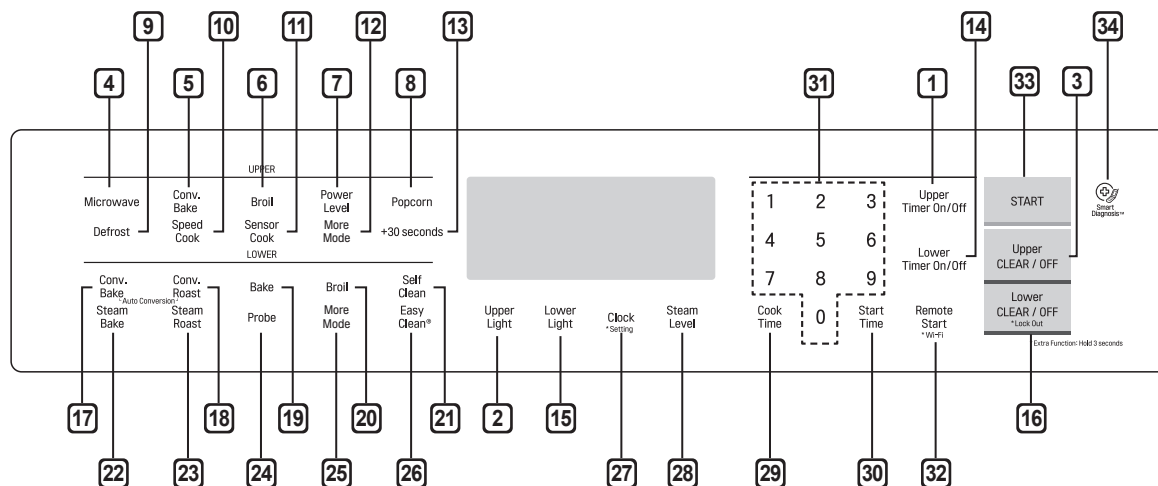 9 10 11 12 13 14 34
4 5 6 7 8 31 1 33 3
UPPER
Microwave
Conv.
Bake
Broil
Power
Level
Popcorn
Defrost
Speed
Cook
Sensor
Cook
More
Mode
+30 seconds
LOWER
Conv.
Bake
Conv.
Roast
* Auto Conversion *
Bake
Broil
Self
Clean
Steam
Bake
Steam
Roast
Probe
More
Mode
Easy
Clean®
Upper
Light
Lower
Light
Clock
*Setting
Steam
Level
1 2 3
4 5 6
7 8 9
0
Cook
Time
Start
Time
Upper
Timer On/Off
Lower
Timer On/Off
Remote
Start
* Wi-Fi
START
Upper
CLEAR / OFF
Lower
CLEAR / OFF
*Lock Out
* Extra Function: Hold 3 seconds
Smart
Diagnosis™
17 18 19 20 21 2 15 16
22 23 24 25 26 27 28 29 30 32